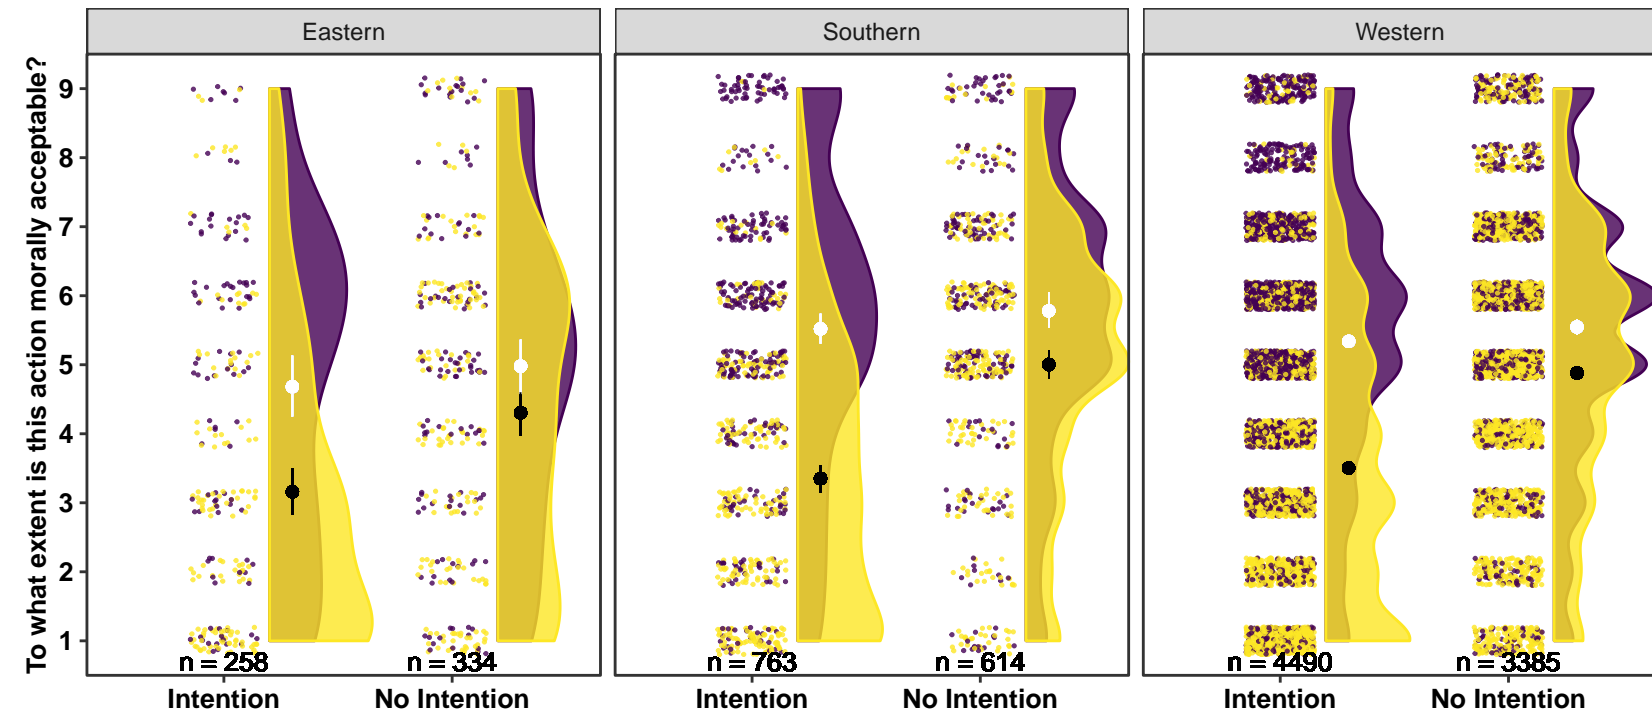 Eastern
Southern
Western
To what extent is this action morally acceptable?
9
8
7
6
5
4
3
2
1
n = 258
n = 334
n = 763
n = 614
n = 4490
n = 3385
Intention
No Intention
Intention
No Intention
Intention
No Intention